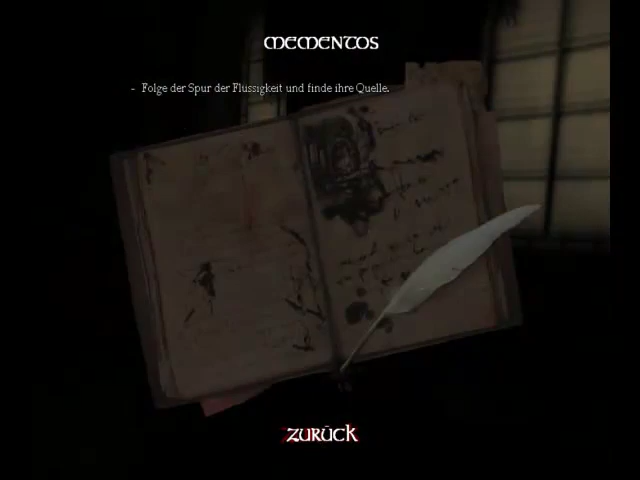 MEMENTOS
- Folge der Spur der Flüssigkeit und finde ihre Quelle.
ZURÜCK